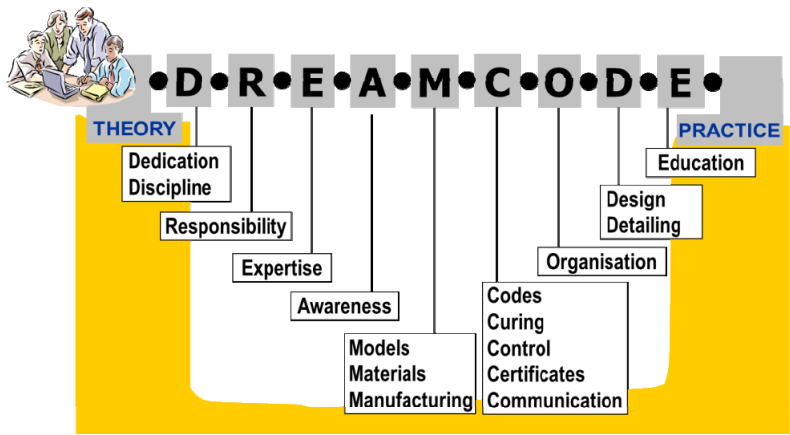 D R E A M C O D E
THEORY
PRACTICE
Dedication
Discipline
Responsibility
Expertise
Awareness
Models
Materials
Manufacturing
Codes
Curing
Control
Certificates
Communication
Organisation
Design
Detailing
Education